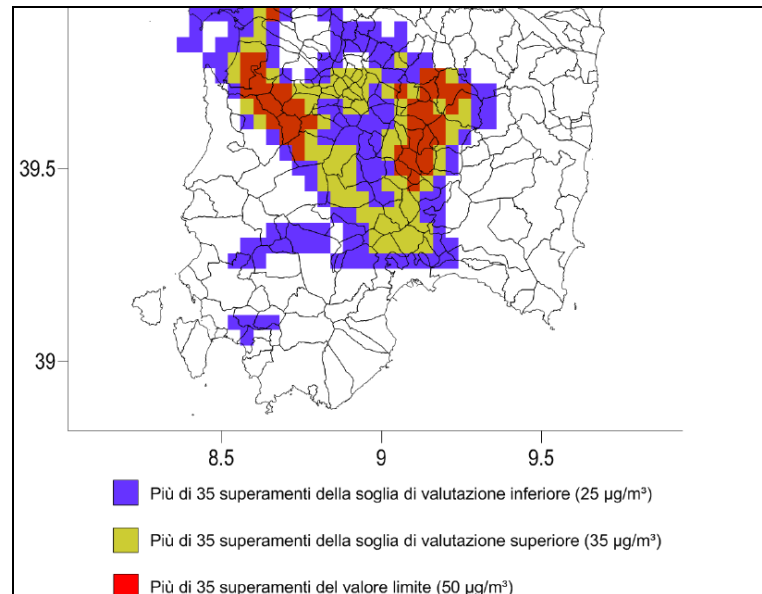 39.5
39
8.5 9 9.5
Più di 35 superamenti della soglia di valutazione inferiore (25 µg/m³)
Più di 35 superamenti della soglia di valutazione superiore (35 µg/m³)
Più di 35 superamenti del valore limite (50 µg/m³)